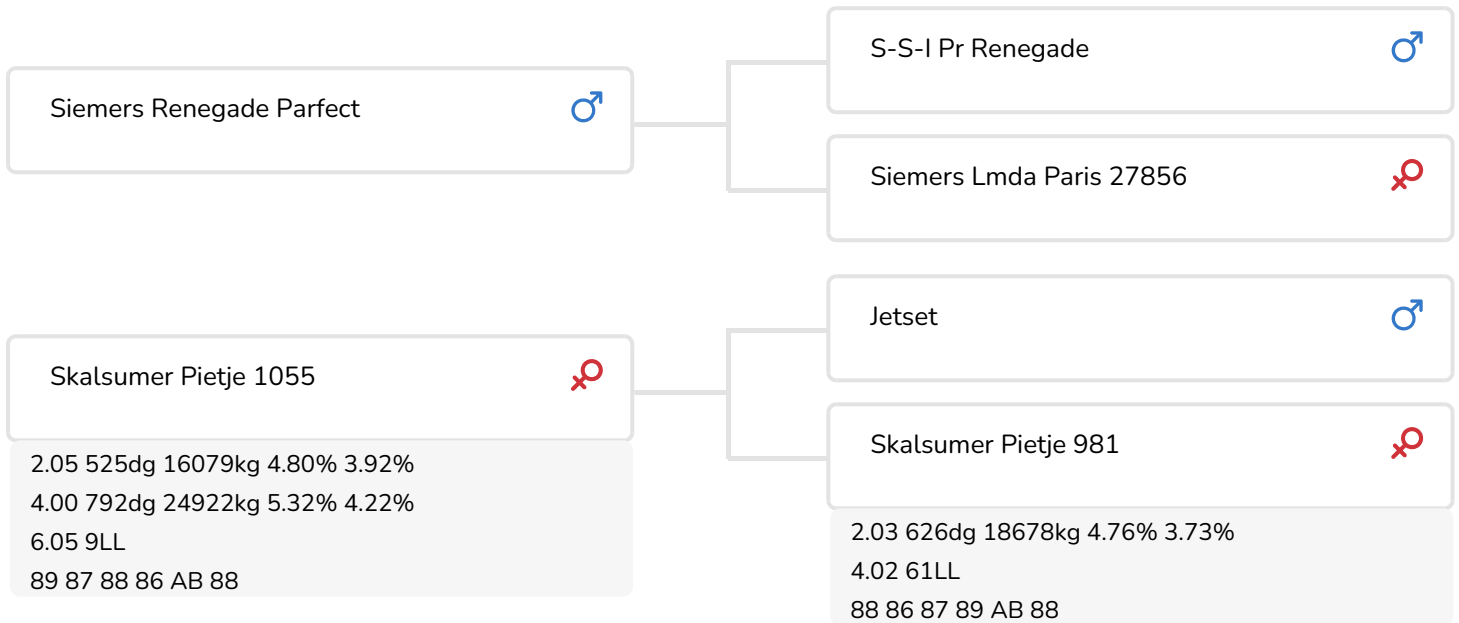 S-S-I Pr Renegade
Siemers Renegade Parfect
Siemers Lmda Paris 27856
Jetset
Skalsumer Pietje 1055
Skalsumer Pietje 981
2.05 525dg 16079kg 4.80% 3.92%
4.00 792dg 24922kg 5.32% 4.22%
6.05 9LL
89 87 88 86 AB 88
2.03 626dg 18678kg 4.76% 3.73%
4.02 61LL
88 86 87 89 AB 88